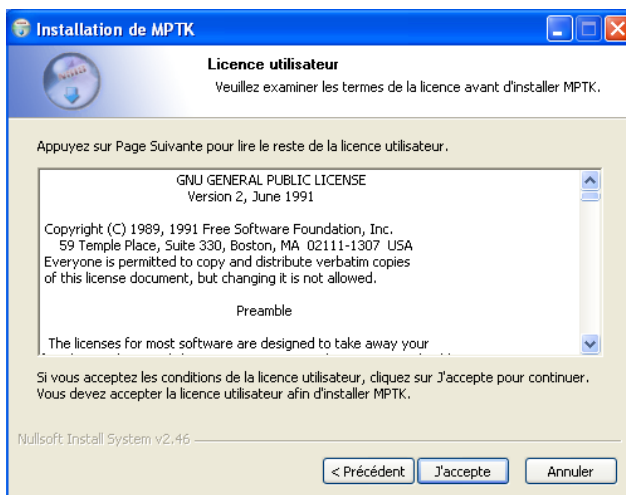 Installation de MPTK
Licence utilisateur
Veuillez examiner les termes de la licence avant d'installer MPTK.
Appuyez sur Page Suivante pour lire le reste de la licence utilisateur.
GNU GENERAL PUBLIC LICENSE
Version 2, June 1991
Copyright (C) 1989, 1991 Free Software Foundation, Inc.
59 Temple Place, Suite 330, Boston, MA 02111-1307 USA
Everyone is permitted to copy and distribute verbatim copies
of this license document, but changing it is not allowed.
Preamble
The licenses for most software are designed to take away your
Si vous acceptez les conditions de la licence utilisateur, cliquez sur J'accepte pour continuer.
Vous devez accepter la licence utilisateur afin d'installer MPTK.
Nullsoft Install System v2.46
< Précédent
J'accepte
Annuler